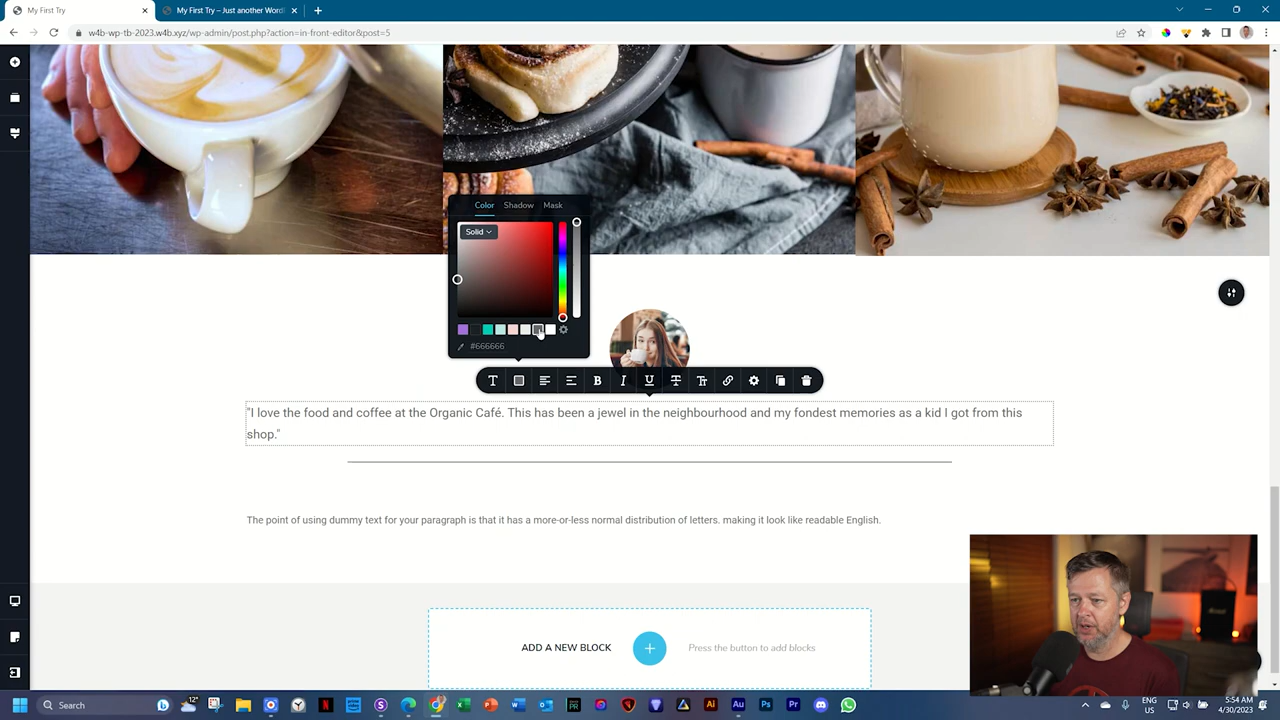 My First Try
My First Try – Just another Word
w4b-wp-tb-2023.w4b.xyz/wp-admin/post.php?action=in-front-editor&post=5
Color Shadow Mask
Solid
#666666
"I love the food and coffee at the Organic Café. This has been a jewel in the neighbourhood and my fondest memories as a kid I got from this
shop."
The point of using dummy text for your paragraph is that it has a more-or-less normal distribution of letters. making it look like readable English.
ADD A NEW BLOCK
Press the button to add blocks
Search
12°
ENG
US
5:54 AM
4/30/2023